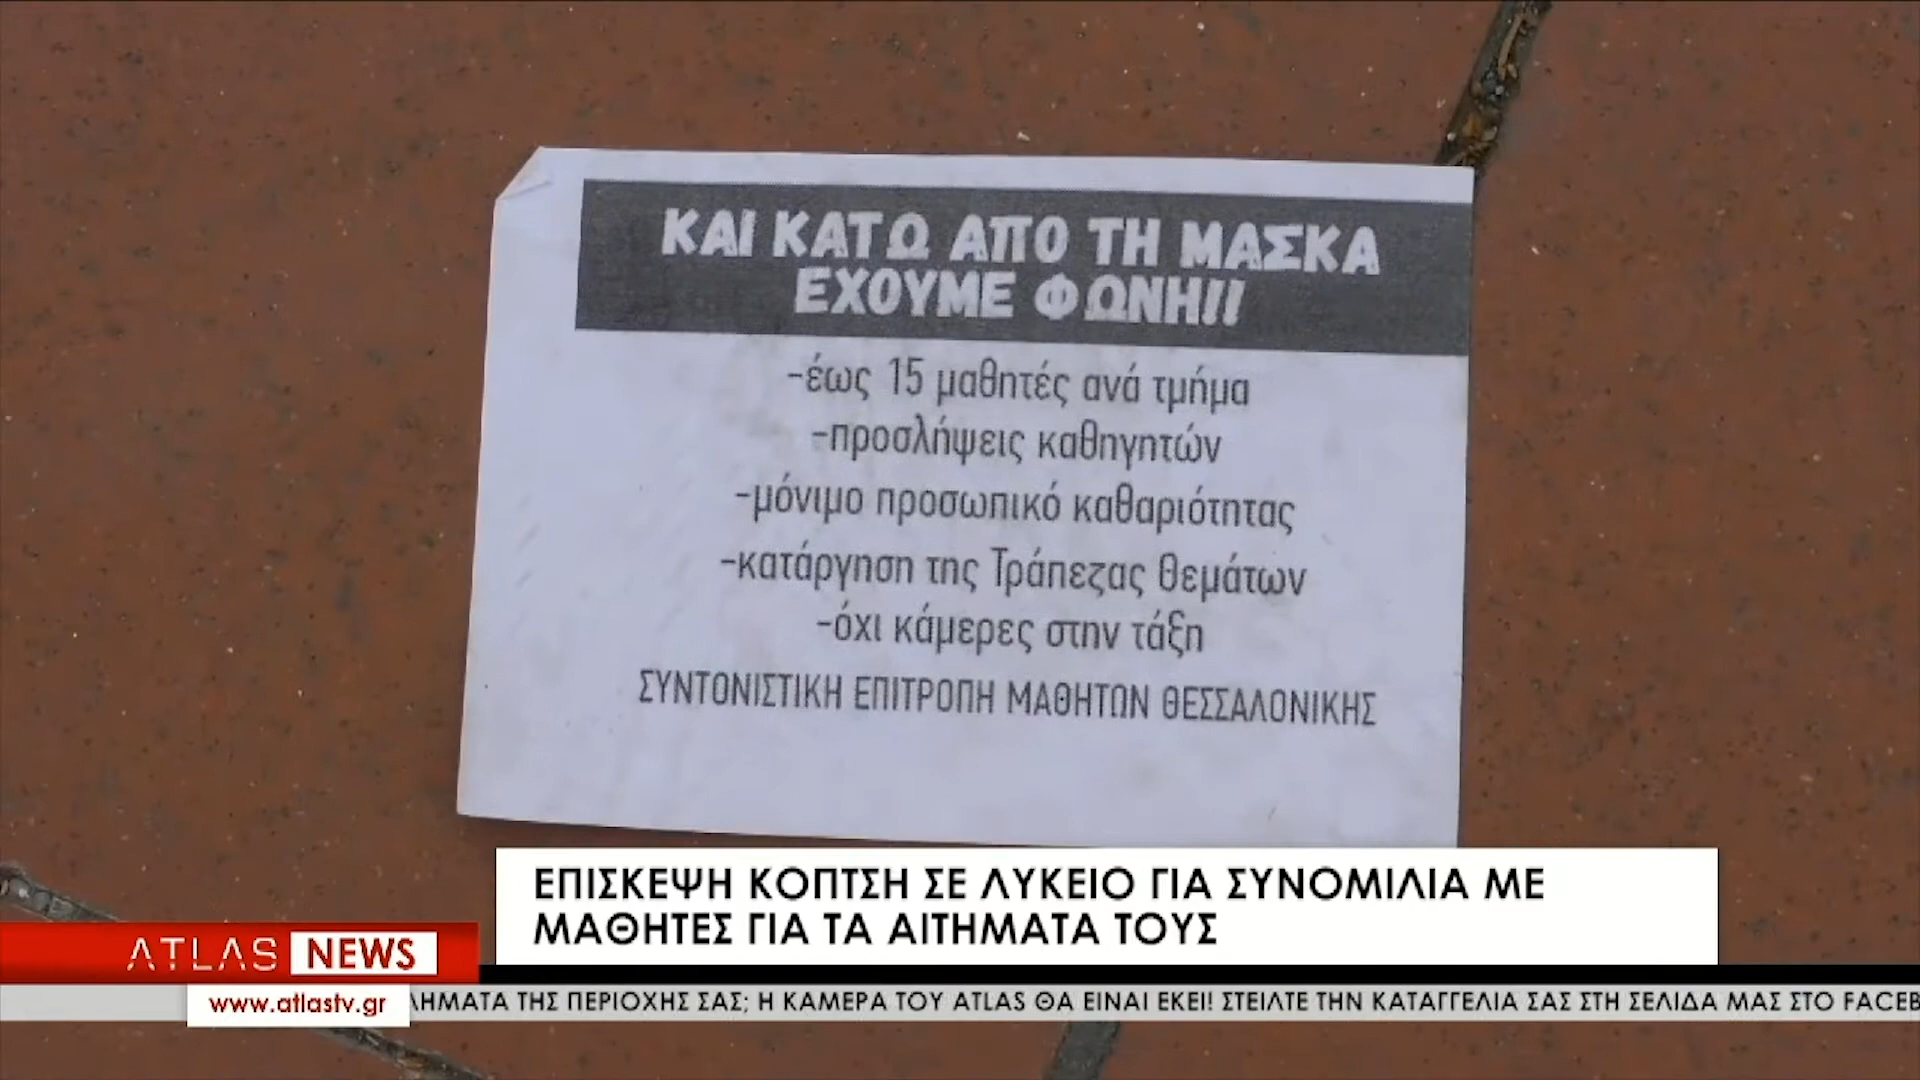 ΚΑΙ ΚΑΤΩ ΑΠΟ ΤΗ ΜΑΣΚΑ
ΕΧΟΥΜΕ ΦΩΝΗ!!
-έως 15 μαθητές ανά τμήμα
-προσλήψεις καθηγητών
-μόνιμο προσωπικό καθαριότητας
-κατάργηση της Τράπεζας Θεμάτων
-όχι κάμερες στην τάξη
ΣΥΝΤΟΝΙΣΤΙΚΗ ΕΠΙΤΡΟΠΗ ΜΑΘΗΤΩΝ ΘΕΣΣΑΛΟΝΙΚΗΣ
ΕΠΙΣΚΕΨΗ ΚΟΠΤΣΗ ΣΕ ΛΥΚΕΙΟ ΓΙΑ ΣΥΝΟΜΙΛΙΑ ΜΕ
ΜΑΘΗΤΕΣ ΓΙΑ ΤΑ ΑΙΤΗΜΑΤΑ ΤΟΥΣ
ATLAS NEWS
www.atlastv.gr
ΛΗΜΑΤΑ ΤΗΣ ΠΕΡΙΟΧΗΣ ΣΑΣ; Η ΚΑΜΕΡΑ ΤΟΥ ATLAS ΘΑ ΕΙΝΑΙ ΕΚΕΙ! ΣΤΕΙΛΤΕ ΤΗΝ ΚΑΤΑΓΓΕΛΙΑ ΣΑΣ ΣΤΗ ΣΕΛΙΔΑ ΜΑΣ ΣΤΟ FACEB